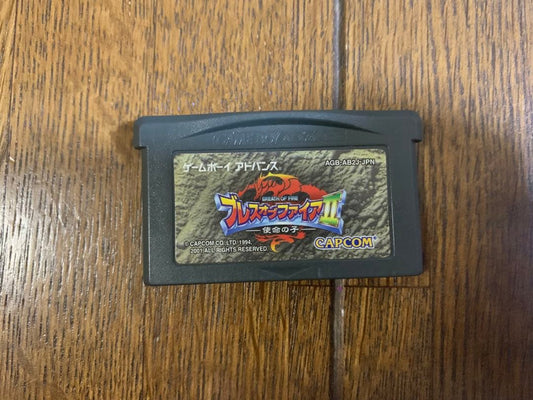 ゲームボーイ アドバンス
AGB-AB2J-JPN
BREATH OF FIRE
ブレス オブ ファイアII
使命の子
© CAPCOM CO., LTD. 1994,
2001 ALL RIGHTS RESERVED.
CAPCOM